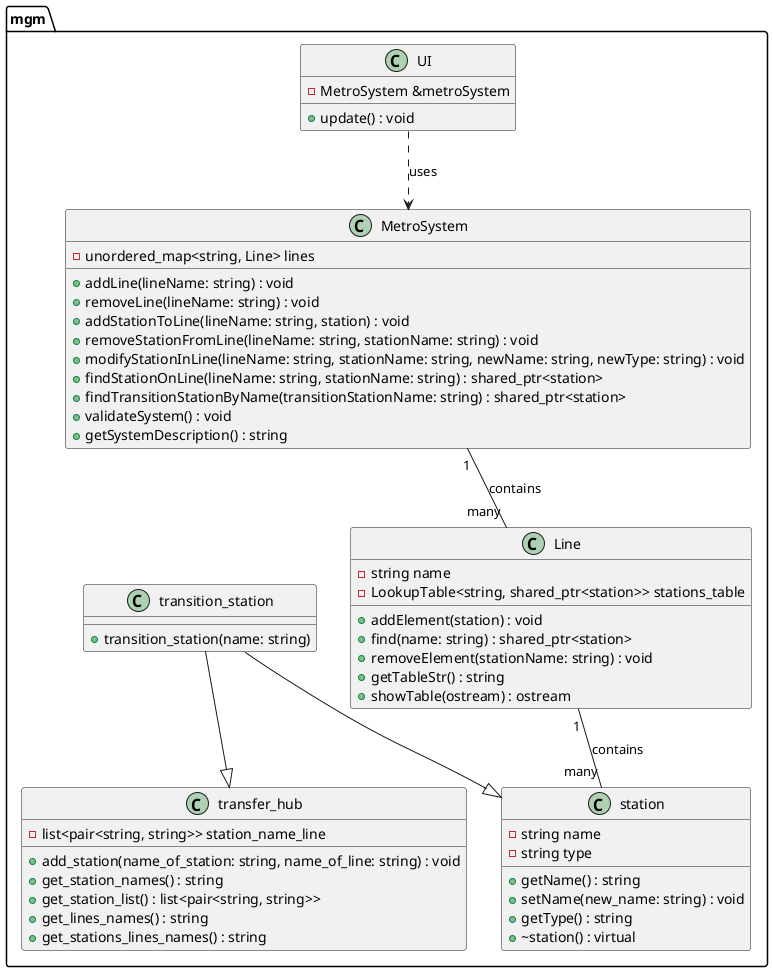 mgm
C UI
MetroSystem &metroSystem
update() : void
uses
C MetroSystem
unordered_map<string, Line> lines
addLine(lineName: string) : void
removeLine(lineName: string) : void
addStationToLine(lineName: string, station) : void
removeStationFromLine(lineName: string, stationName: string) : void
modifyStationInLine(lineName: string, stationName: string, newName: string, newType: string) : void
findStationOnLine(lineName: string, stationName: string) : shared_ptr<station>
findTransitionStationByName(transitionStationName: string) : shared_ptr<station>
validateSystem() : void
getSystemDescription() : string
1
contains
many
C transition_station
transition_station(name: string)
C Line
string name
LookupTable<string, shared_ptr<station>> stations_table
addElement(station) : void
find(name: string) : shared_ptr<station>
removeElement(stationName: string) : void
getTableStr() : string
showTable(ostream) : ostream
1
contains
many
C transfer_hub
list<pair<string, string>> station_name_line
add_station(name_of_station: string, name_of_line: string) : void
get_station_names() : string
get_station_list() : list<pair<string, string>>
get_lines_names() : string
get_stations_lines_names() : string
C station
string name
string type
getName() : string
setName(new_name: string) : void
getType() : string
~station() : virtual